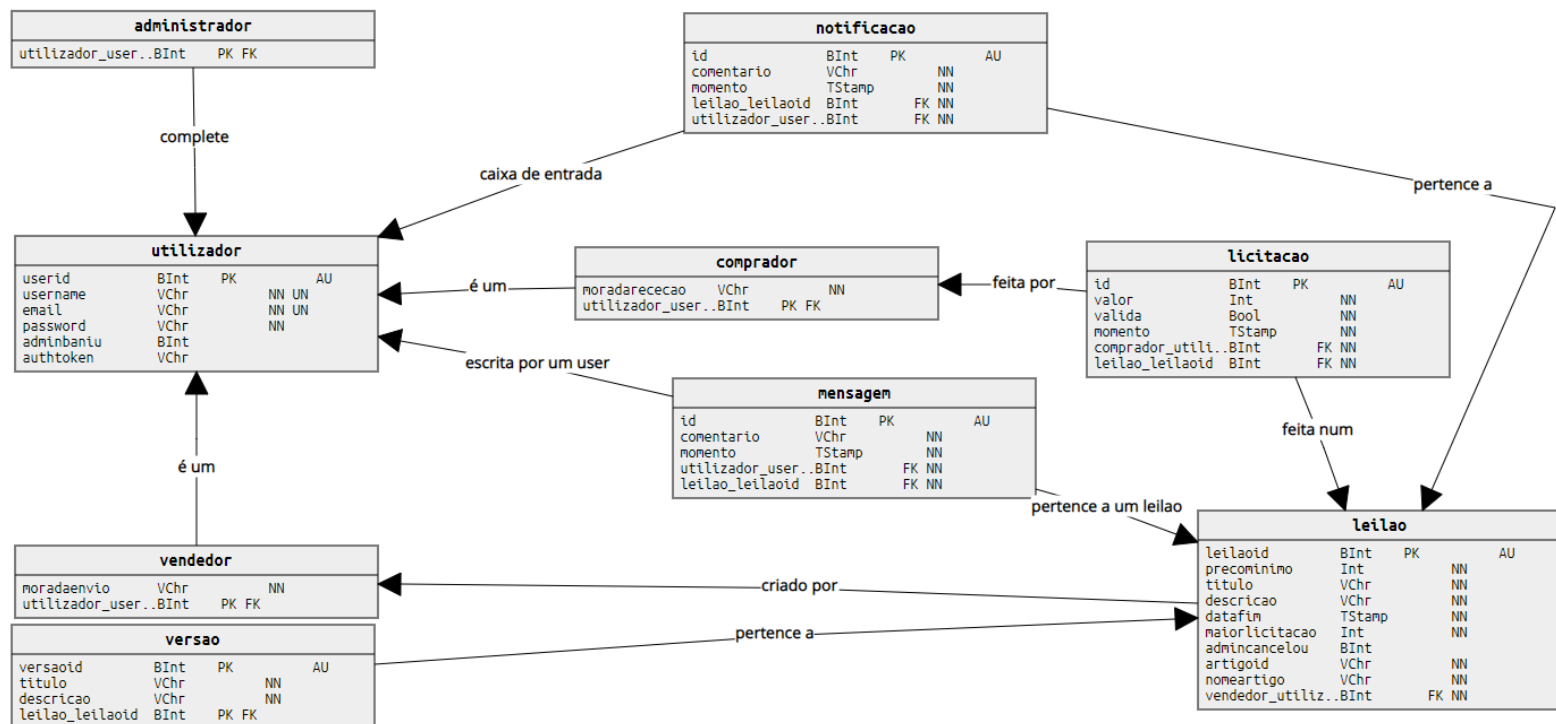 administrador
utilizador_user..BInt PK FK
complete
notificacao
id BInt PK AU
comentario VChr NN
momento TStamp NN
leilao_leilaoid BInt FK NN
utilizador_user..BInt FK NN
caixa de entrada
pertence a
utilizador
userid BInt PK AU
username VChr NN UN
email VChr NN UN
password VChr NN
adminbaniu BInt
authtoken VChr
é um
comprador
moradarececao VChr NN
utilizador_user..BInt PK FK
feita por
licitacao
id BInt PK AU
valor Int NN
valida Bool NN
momento TStamp NN
comprador_utili..BInt FK NN
leilao_leilaoid BInt FK NN
escrita por um user
mensagem
id BInt PK AU
comentario VChr NN
momento TStamp NN
utilizador_user..BInt FK NN
leilao_leilaoid BInt FK NN
feita num
é um
pertence a um leilao
vendedor
moradaenvio VChr NN
utilizador_user..BInt PK FK
criado por
leilao
leilaoid BInt PK AU
precominimo Int NN
titulo VChr NN
descricao VChr NN
datafim TStamp NN
maiorlicitacao Int NN
admincancelou BInt
artigoid VChr NN
nomeartigo VChr NN
vendedor_utiliz..BInt FK NN
versao
versaoid BInt PK AU
titulo VChr NN
descricao VChr NN
leilao_leilaoid BInt PK FK
pertence a